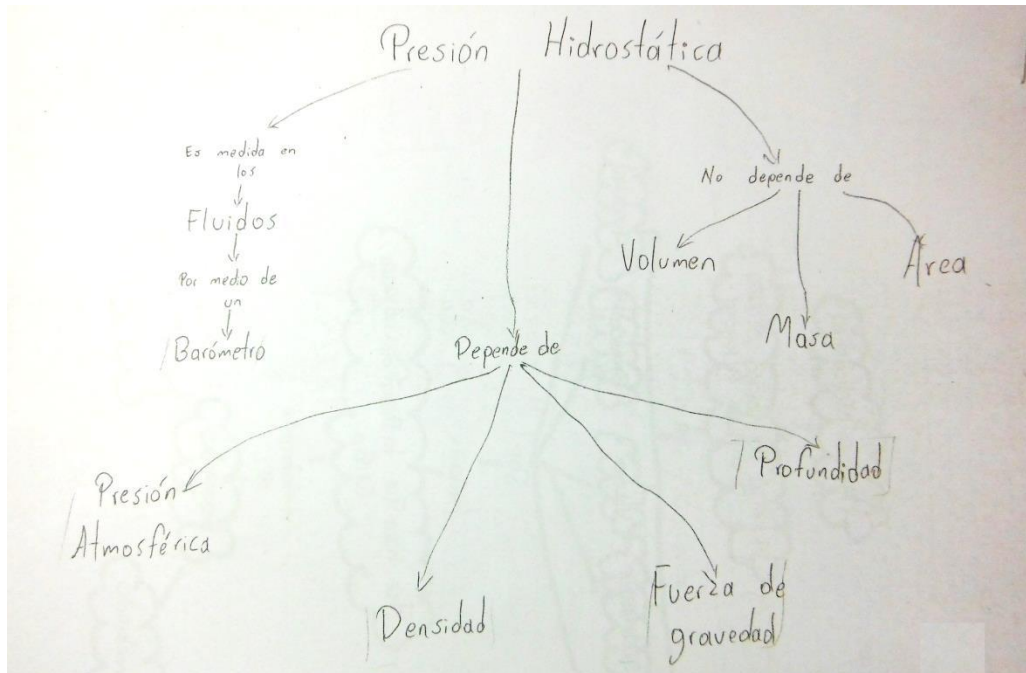 Presión Hidrostática
Es medida en
los
Fluidos
Por medio de
un
Barómetro
No depende de
Volumen
Masa
Área
Depende de
Presión
Atmosférica
Densidad
Fuerza de
gravedad
Profundidad